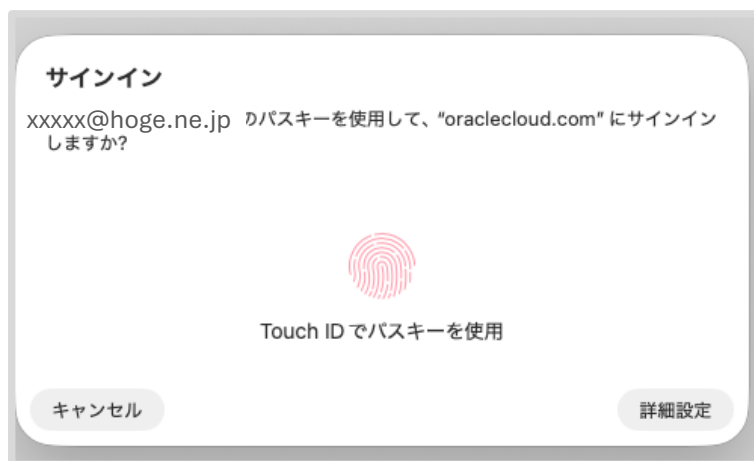 サインイン
xxxxx@hoge.ne.jp のパスキーを使用して、“oraclecloud.com” にサインイン
しますか?
Touch ID でパスキーを使用
キャンセル
詳細設定